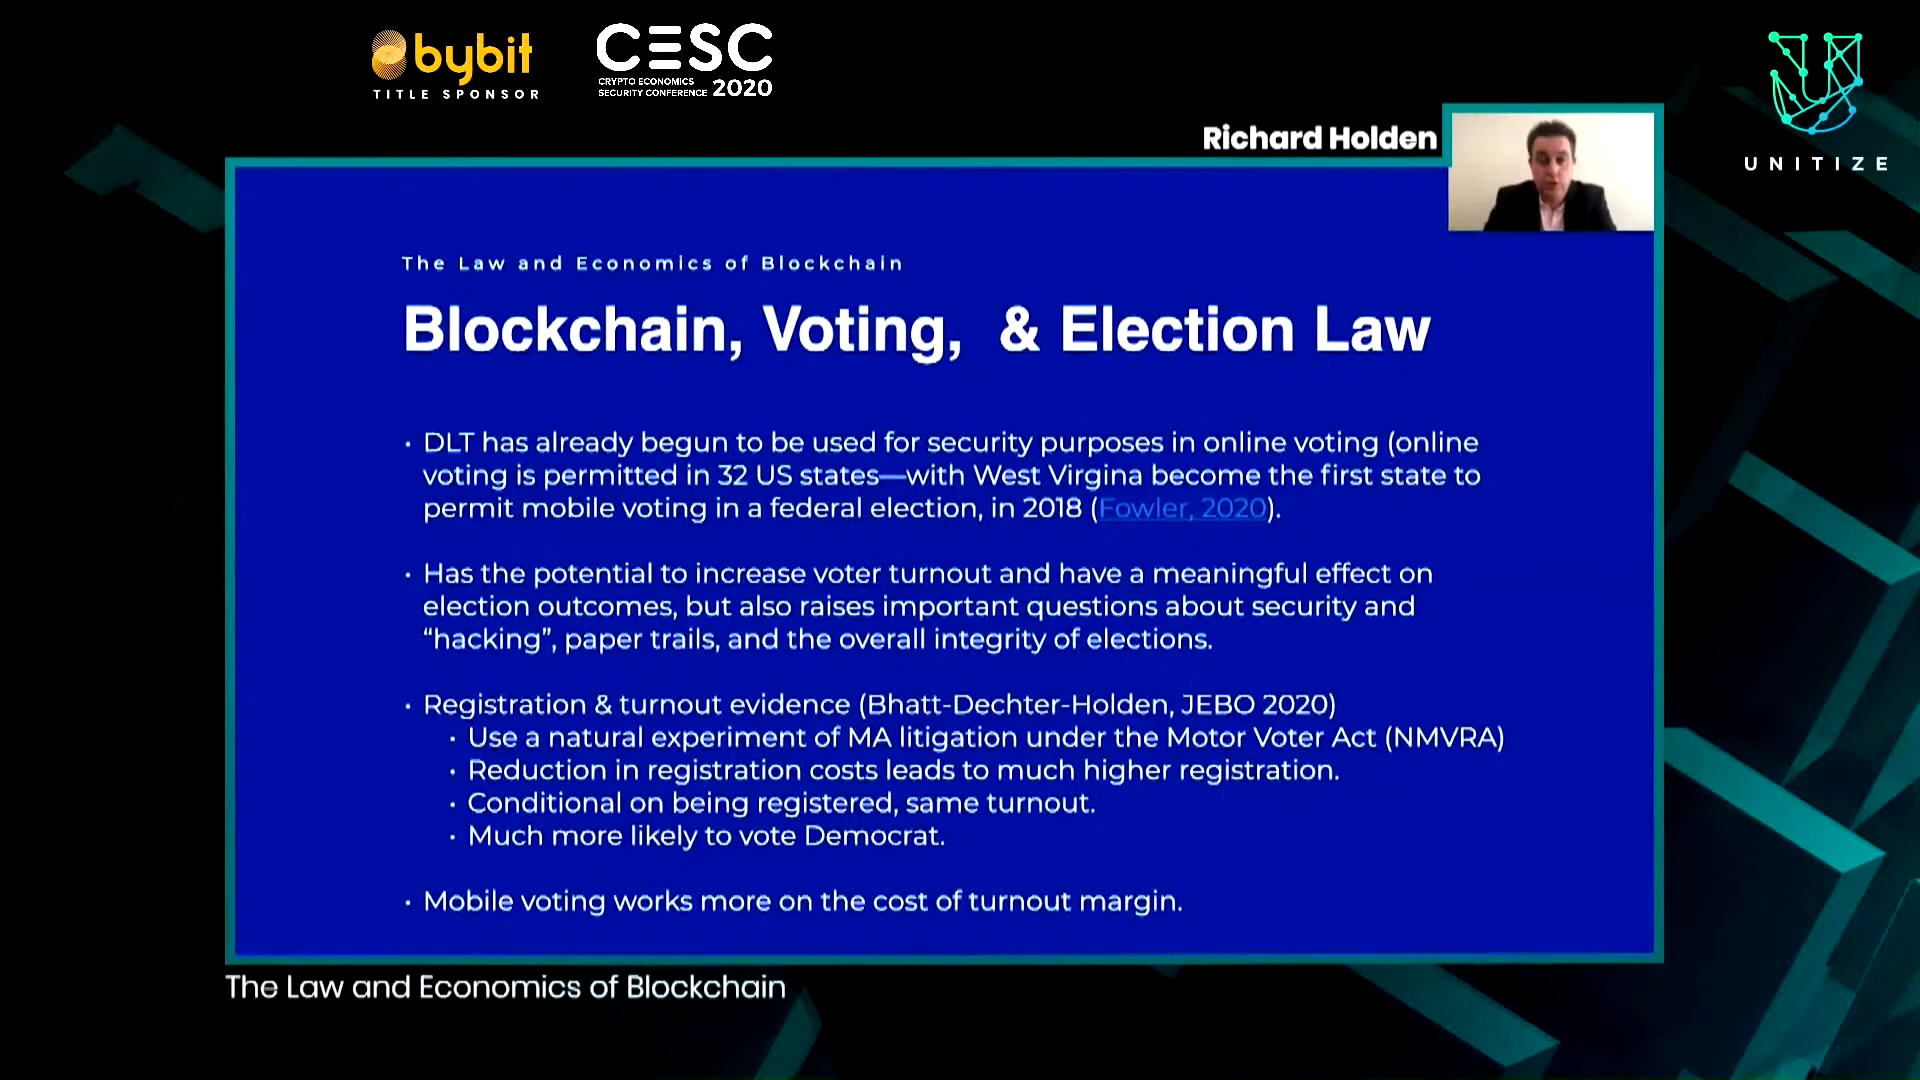 bybit
TITLE SPONSOR
CESC
CRYPTO ECONOMICS
SECURITY CONFERENCE 2020
UNITIZE
Richard Holden
The Law and Economics of Blockchain
Blockchain, Voting, & Election Law
• DLT has already begun to be used for security purposes in online voting (online
voting is permitted in 32 US states—with West Virgina become the first state to
permit mobile voting in a federal election, in 2018 (Fowler, 2020).
• Has the potential to increase voter turnout and have a meaningful effect on
election outcomes, but also raises important questions about security and
“hacking”, paper trails, and the overall integrity of elections.
• Registration & turnout evidence (Bhatt-Dechter-Holden, JEBO 2020)
• Use a natural experiment of MA litigation under the Motor Voter Act (NMVRA)
• Reduction in registration costs leads to much higher registration.
• Conditional on being registered, same turnout.
• Much more likely to vote Democrat.
• Mobile voting works more on the cost of turnout margin.
The Law and Economics of Blockchain